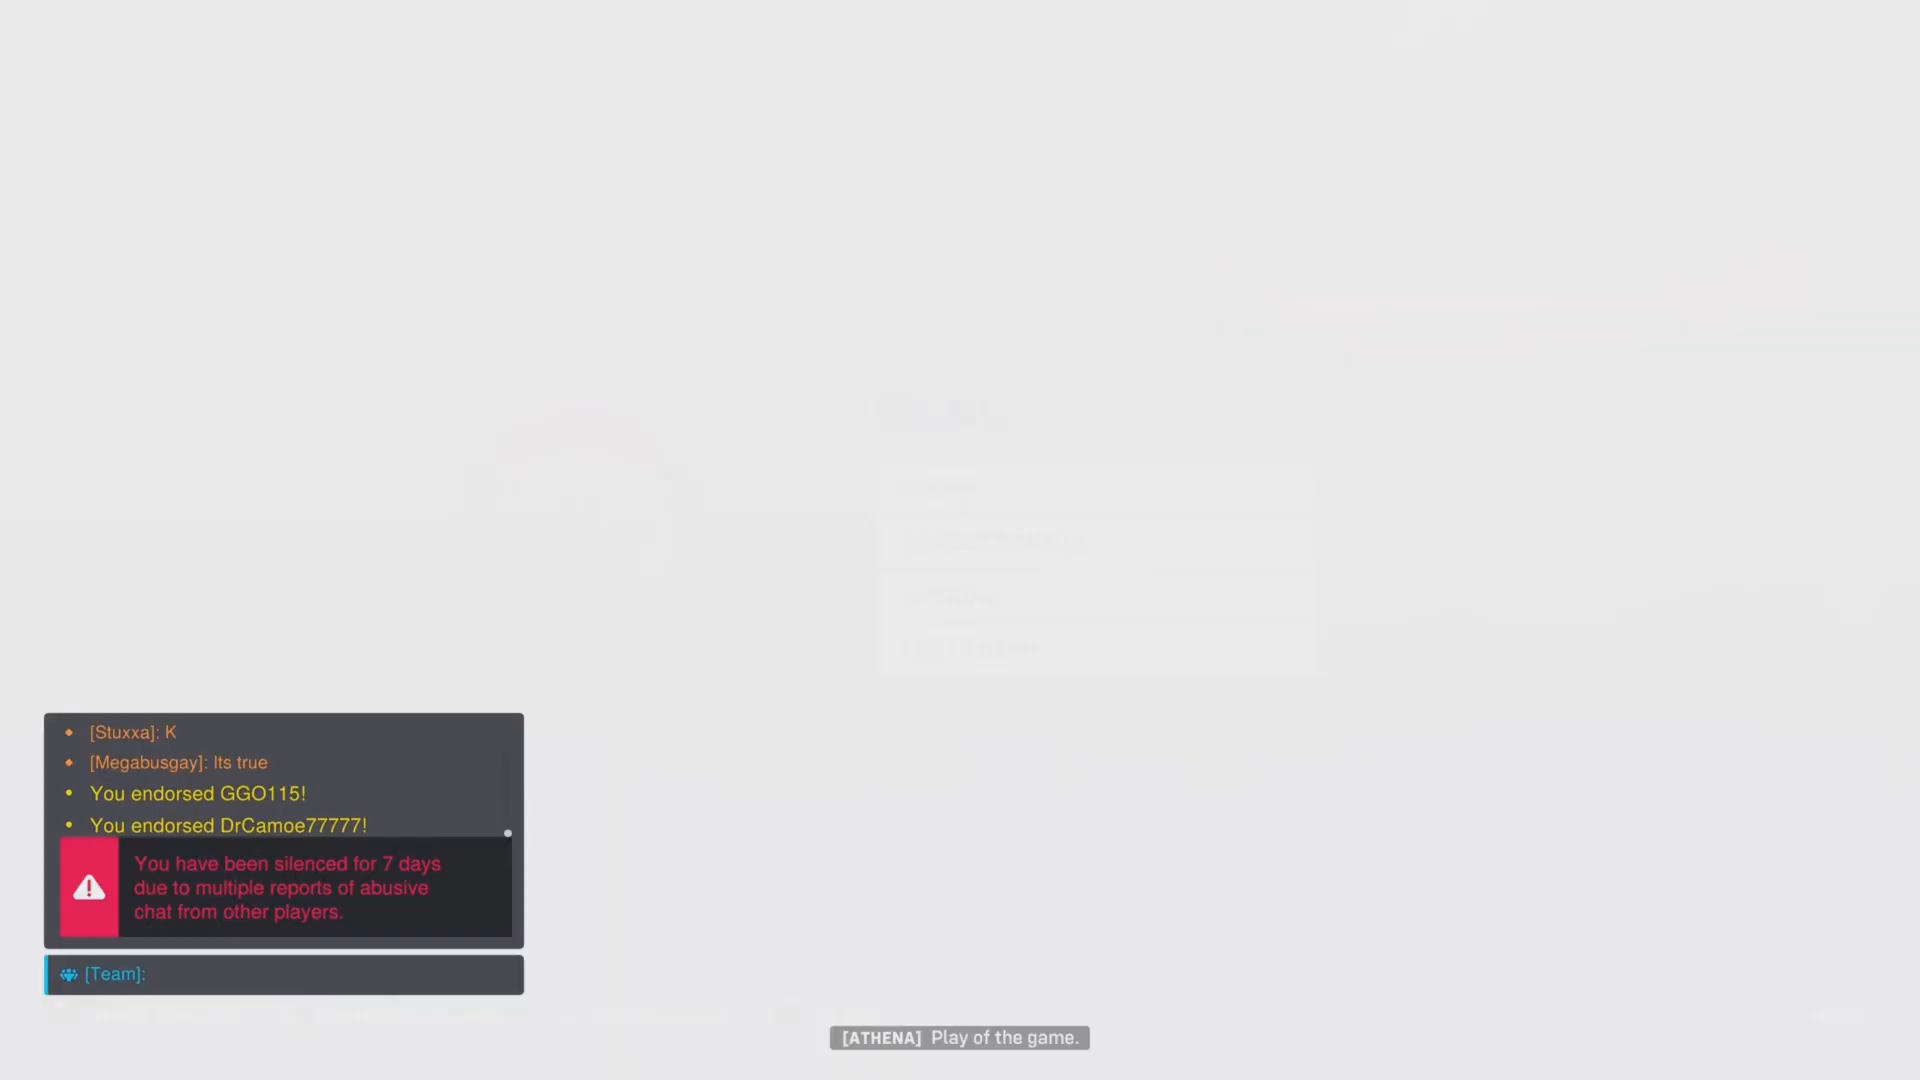 [Stuxxa]: K
[Megabusgay]: Its true
You endorsed GGO115!
You endorsed DrCamoe77777!
You have been silenced for 7 days
due to multiple reports of abusive
chat from other players.
[Team]:
[ATHENA] Play of the game.